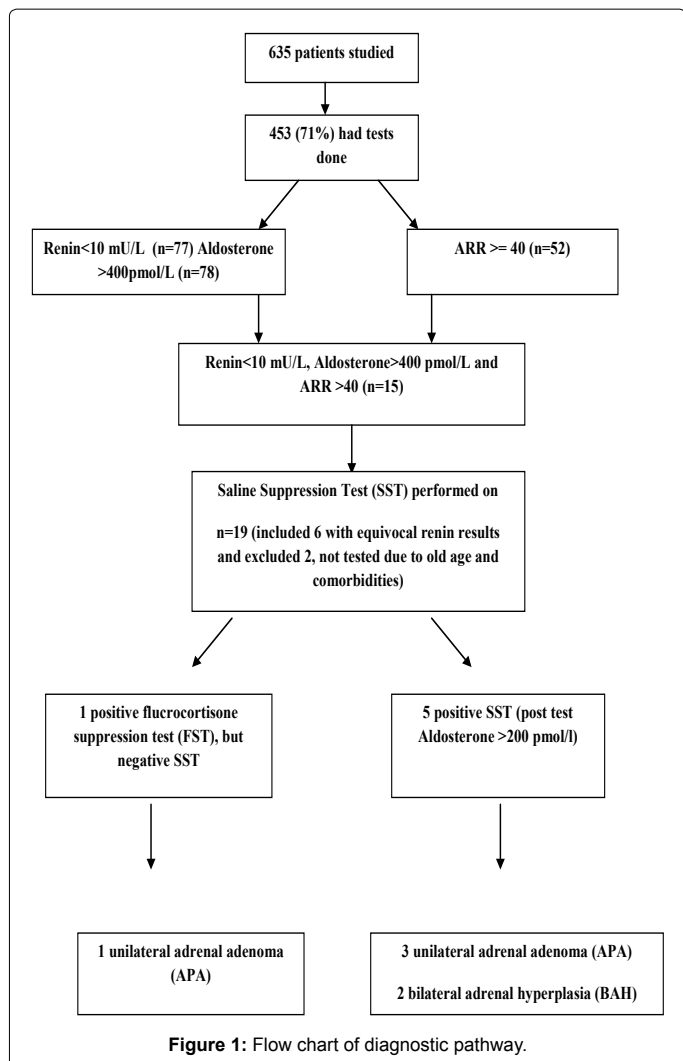 635 patients studied
453 (71%) had tests
done
Renin<10 mU/L (n=77) Aldosterone
>400pmol/L (n=78)
ARR >= 40 (n=52)
Renin<10 mU/L, Aldosterone>400 pmol/L and
ARR >40 (n=15)
Saline Suppression Test (SST) performed on
n=19 (included 6 with equivocal renin results
and excluded 2, not tested due to old age and
comorbidities)
1 positive flucrocortisone
suppression test (FST), but
negative SST
5 positive SST (post test
Aldosterone >200 pmol/l)
1 unilateral adrenal adenoma
(APA)
3 unilateral adrenal adenoma (APA)
2 bilateral adrenal hyperplasia (BAH)
Figure 1: Flow chart of diagnostic pathway.